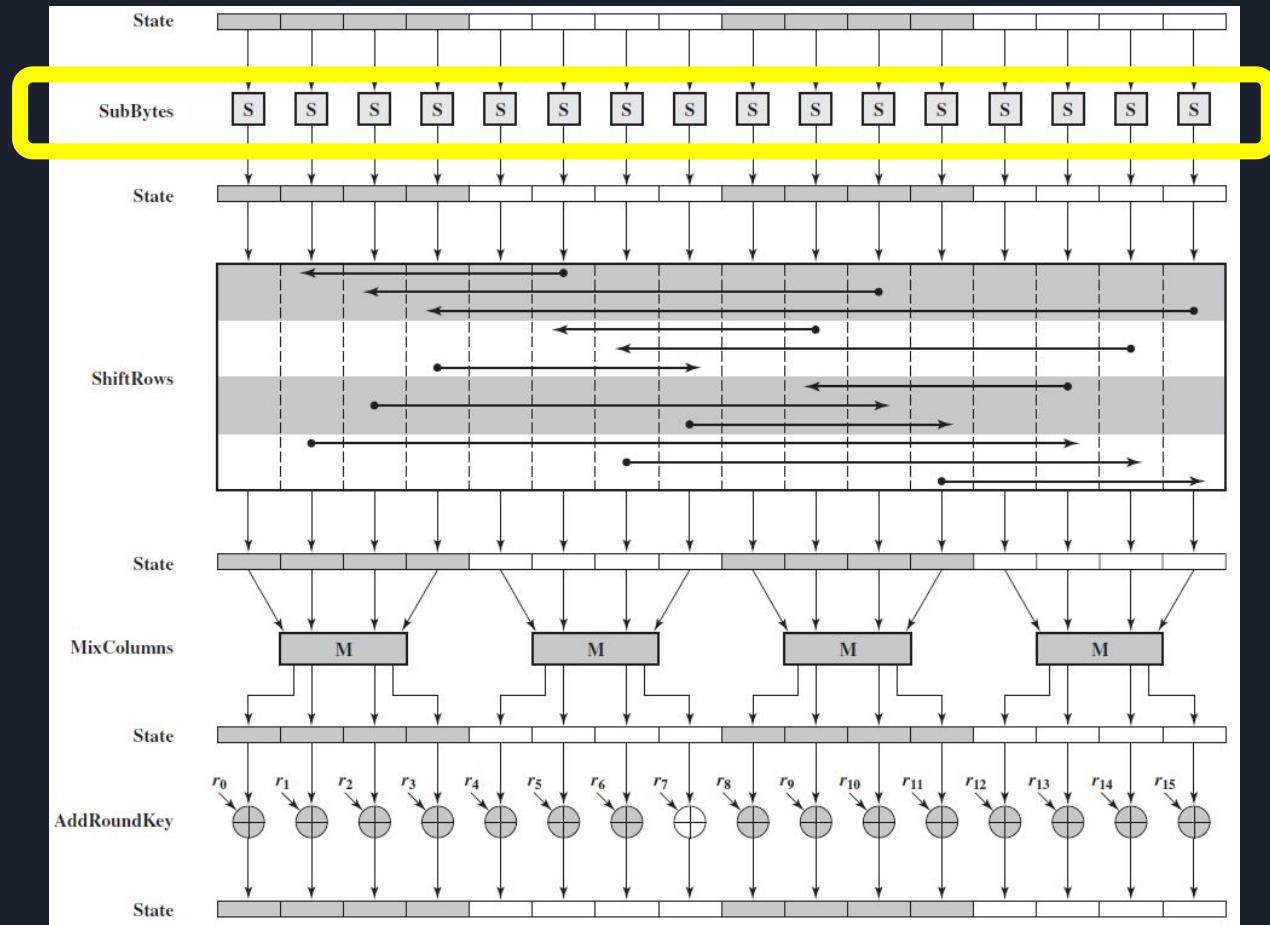 State
SubBytes S S S S S S S S S S S S S S S S
State
ShiftRows
State
MixColumns M M M M
State
r0 r1 r2 r3 r4 r5 r6 r7 r8 r9 r10 r11 r12 r13 r14 r15
AddRoundKey
State